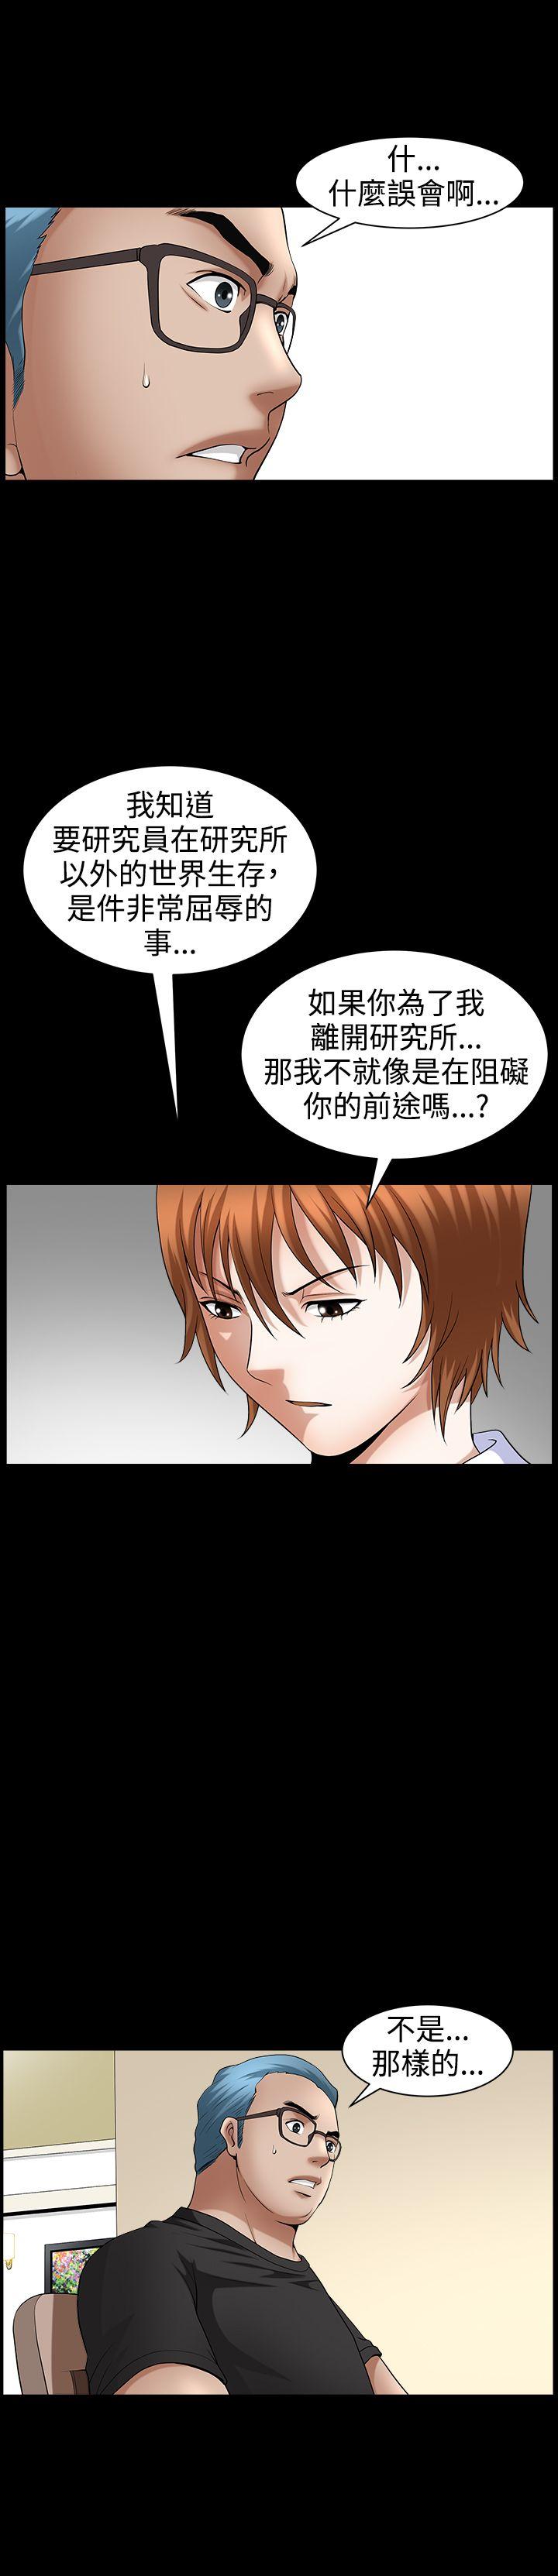 什...
什麼誤會啊...
我知道
要研究員在研究所
以外的世界生存,
是件非常屈辱的
事...
如果你為了我
離開研究所...
那我不就像是在阻礙
你的前途嗎...?
不是...
那樣的...